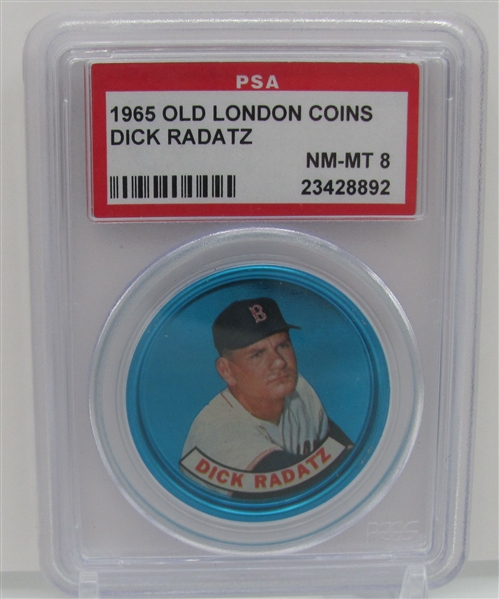 PSA
1965 OLD LONDON COINS
DICK RADATZ
NM-MT 8
23428892
B
DICK RADATZ